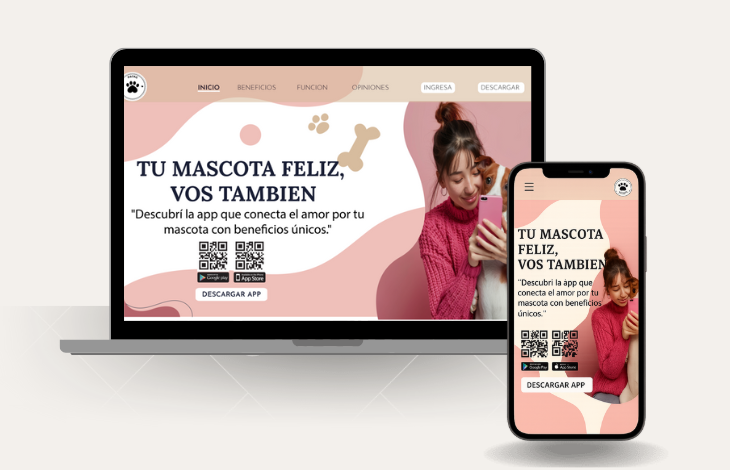 INICIO BENEFICIOS FUNCION OPINIONES INGRESA DESCARGAR
TU MASCOTA FELIZ,
VOS TAMBIEN
"Descubrí la app que conecta el amor por tu
mascota con beneficios únicos."
Google play App Store
DESCARGAR APP
TU MASCOTA
FELIZ,
VOS TAMBIEN
"Descubrí la app que
conecta el amor por tu
mascota con beneficios
únicos."
Google Play App Store
DESCARGAR APP